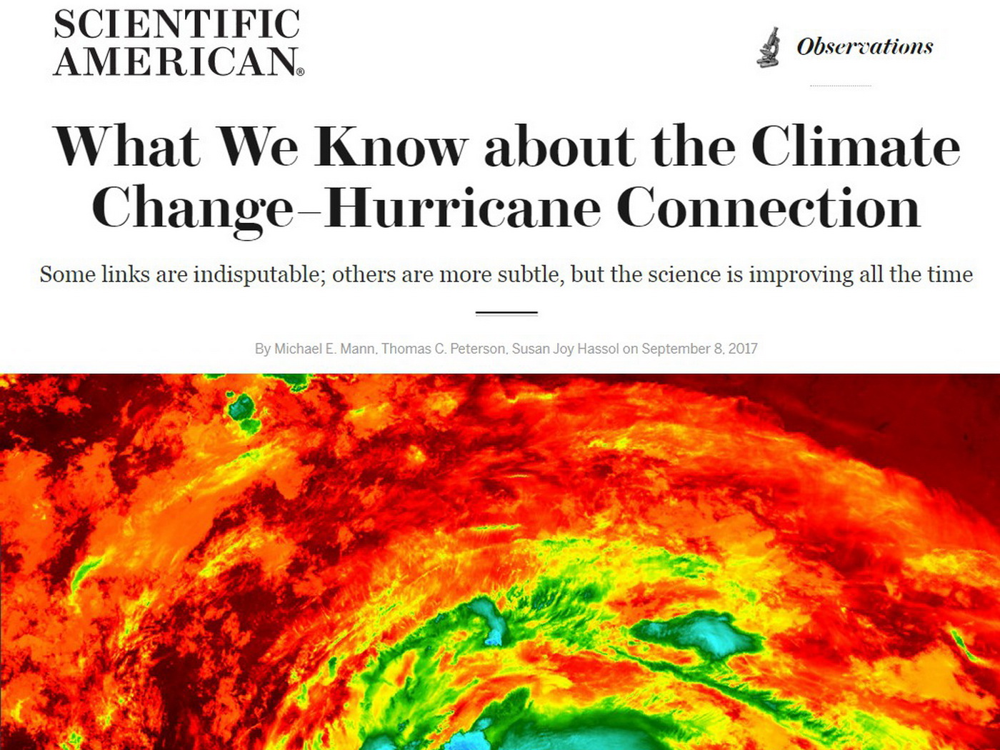 SCIENTIFIC
AMERICAN®
Observations
What We Know about the Climate
Change–Hurricane Connection
Some links are indisputable; others are more subtle, but the science is improving all the time
By Michael E. Mann, Thomas C. Peterson, Susan Joy Hassol on September 8, 2017